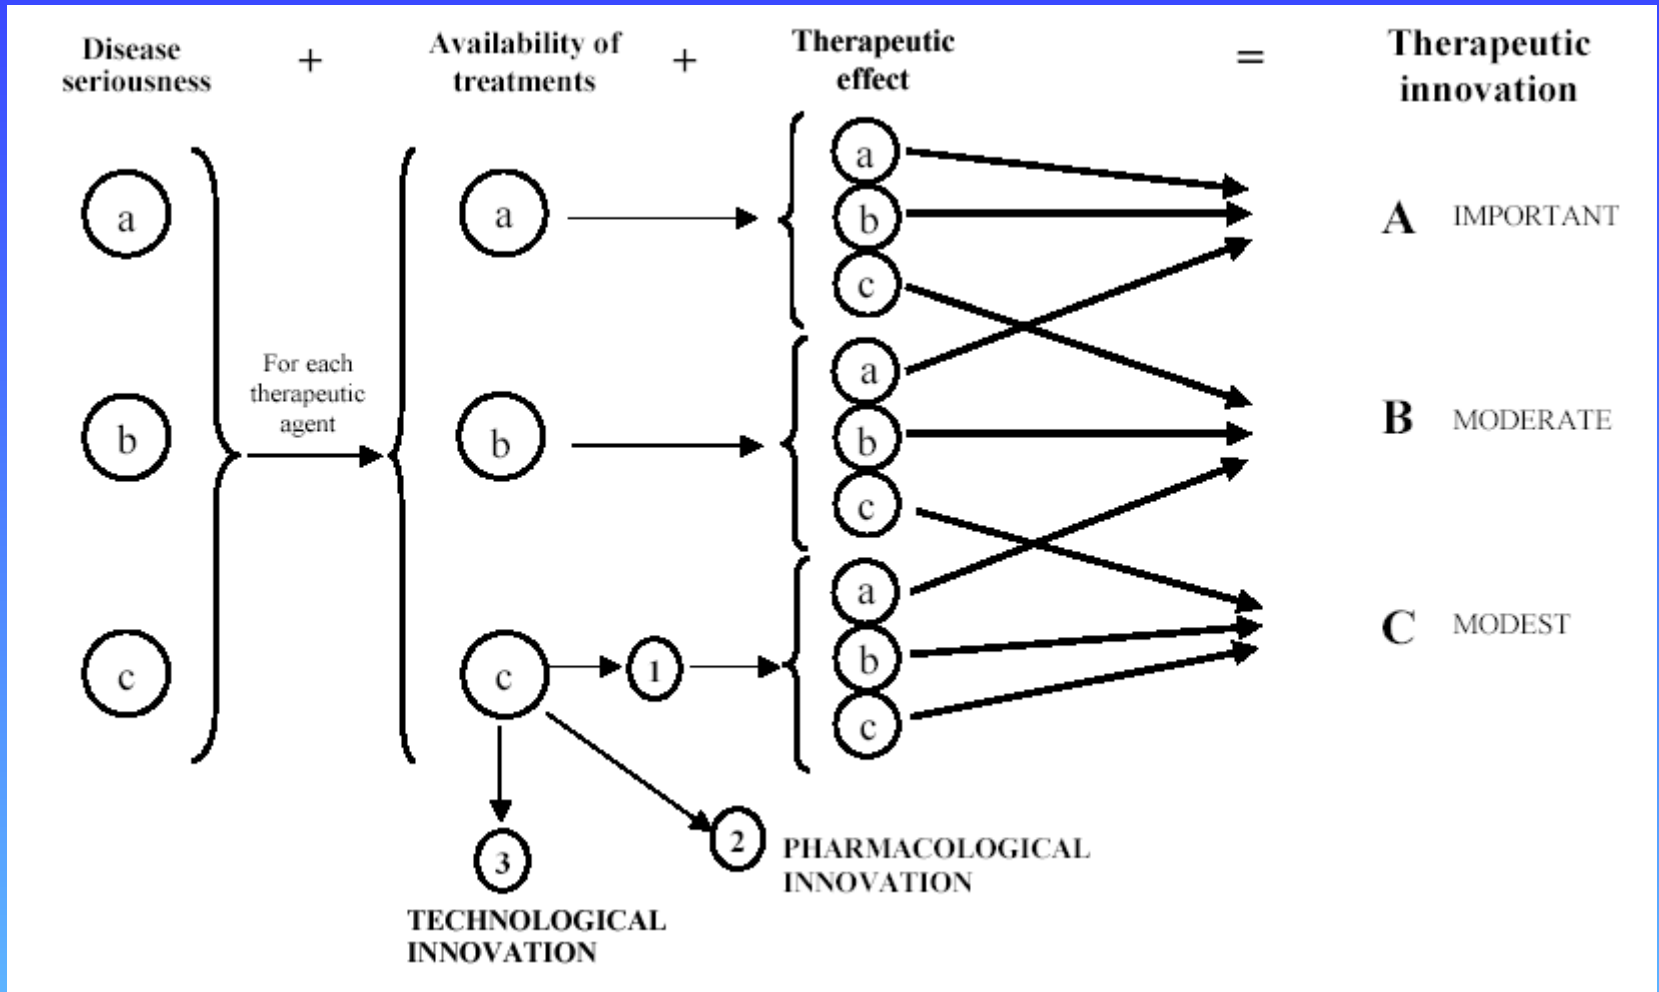 Disease
seriousness
+
Availability of
treatments
+
Therapeutic
effect
=
Therapeutic
innovation
a
b
c
For each
therapeutic
agent
a
b
c
1
2
PHARMACOLOGICAL
INNOVATION
3
TECHNOLOGICAL
INNOVATION
a
b
c
a
b
c
a
b
c
A IMPORTANT
B MODERATE
C MODEST